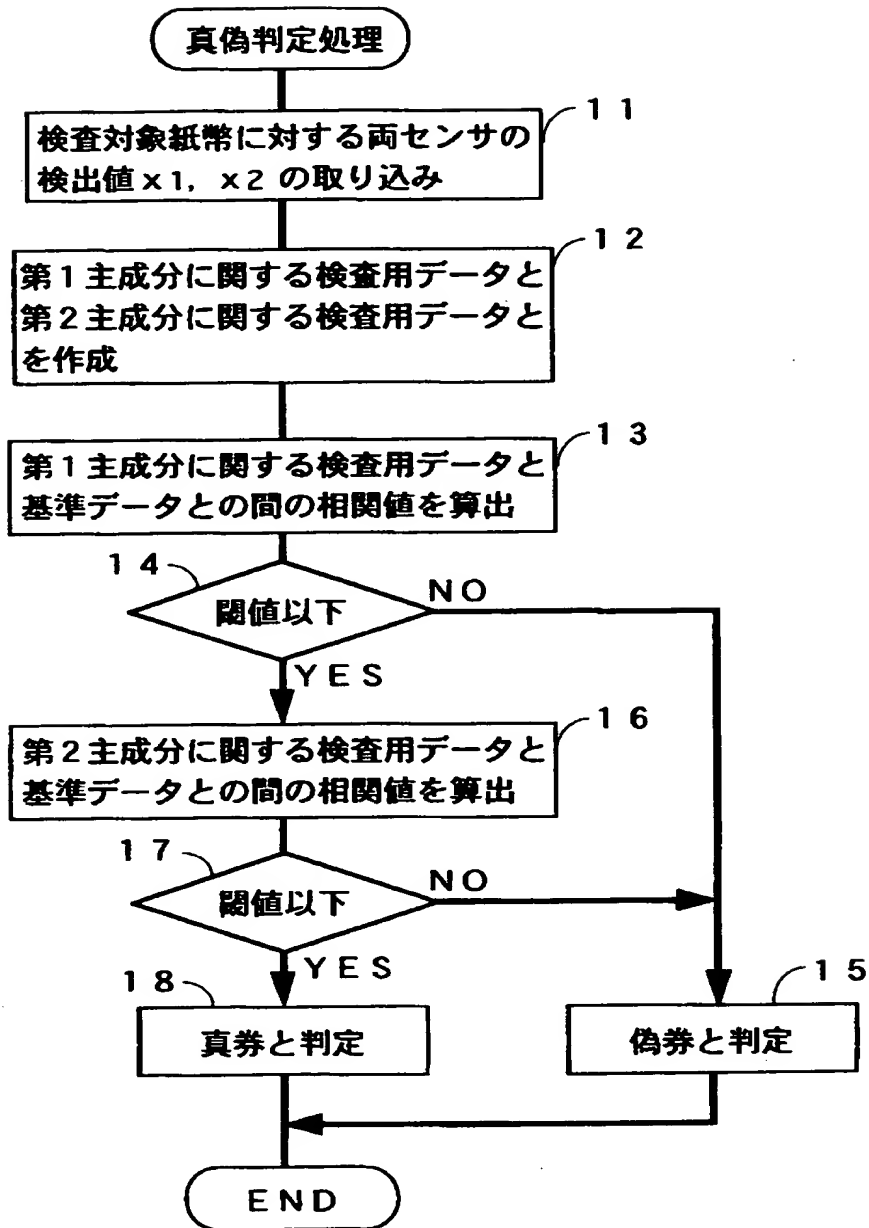 真偽判定処理
11
検査対象紙幣に対する両センサの
検出値x1, x2の取り込み
12
第1主成分に関する検査用データと
第2主成分に関する検査用データと
を作成
13
第1主成分に関する検査用データと
基準データとの間の相関値を算出
14
閾値以下
NO
YES
16
第2主成分に関する検査用データと
基準データとの間の相関値を算出
17
閾値以下
NO
YES
18
真券と判定
15
偽券と判定
END